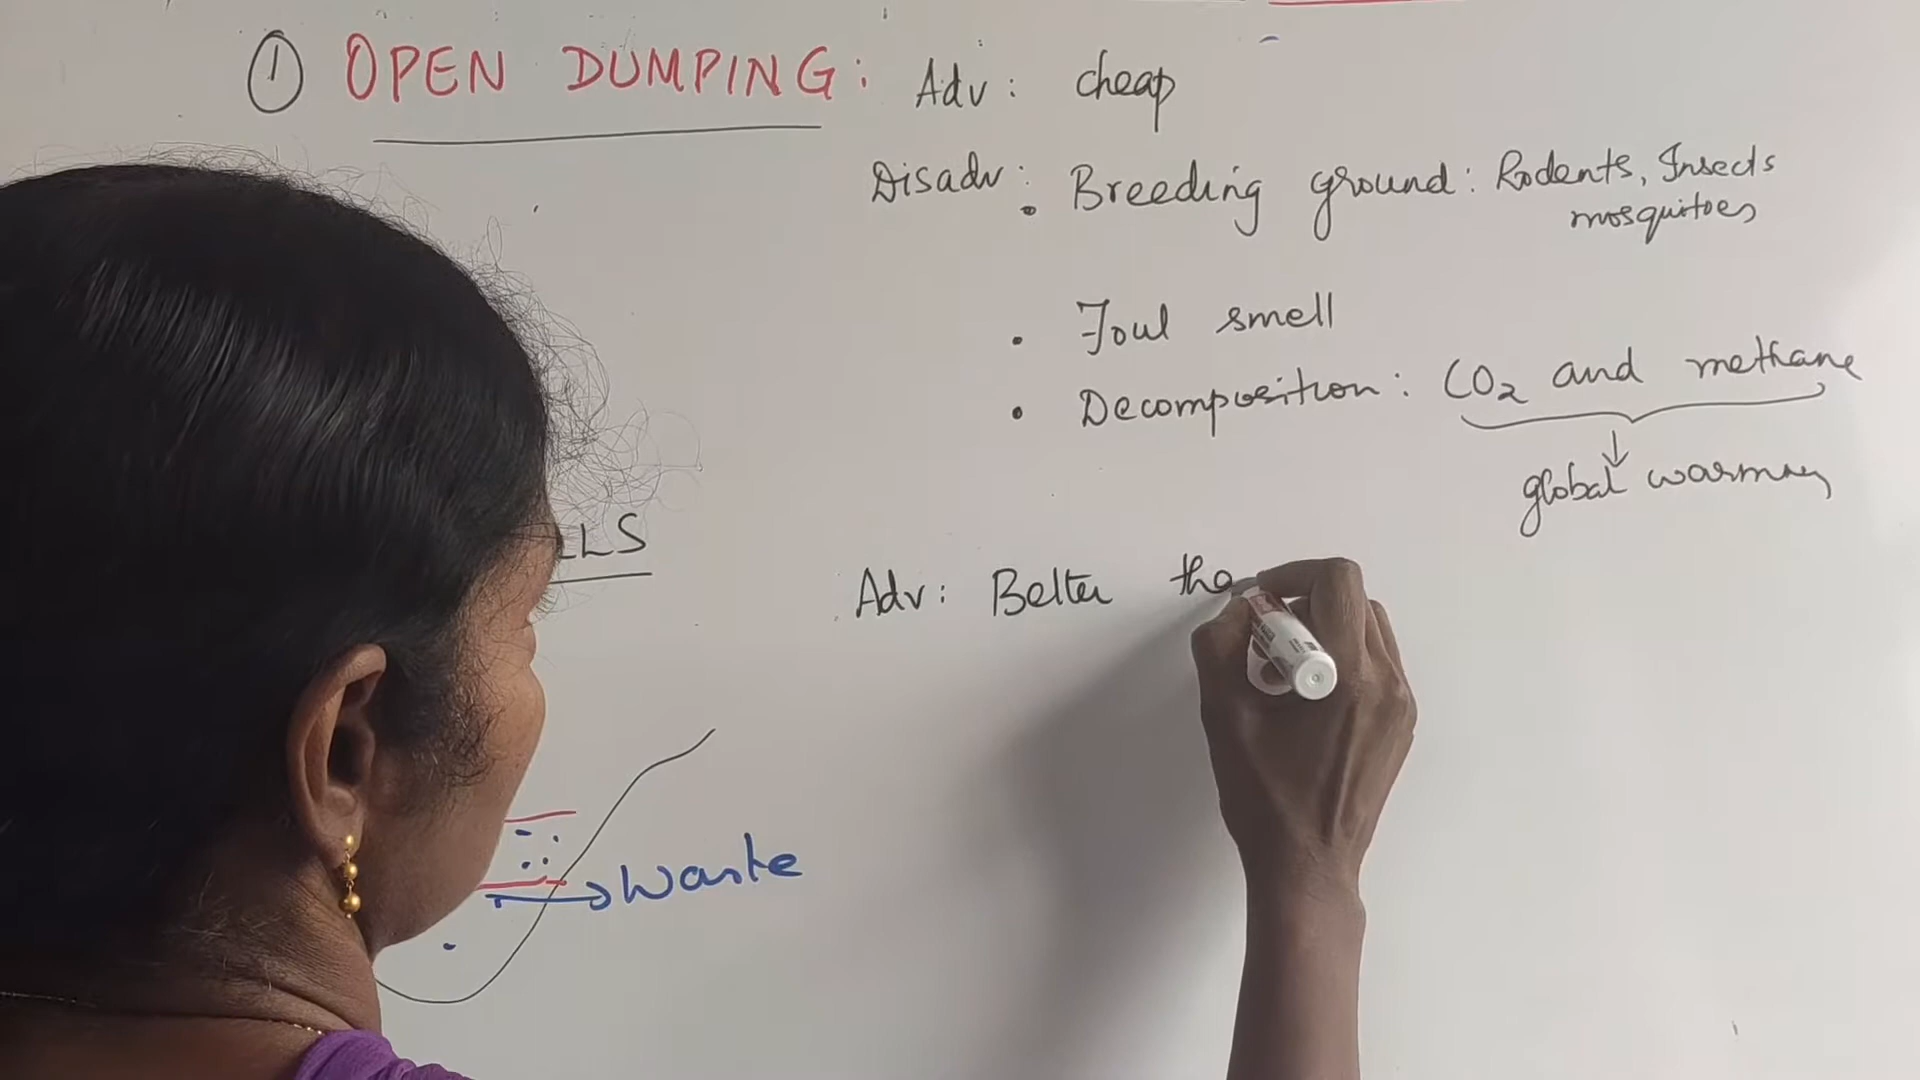 ① OPEN DUMPING: Adv: cheap
Disadv:
• Breeding ground: Rodents, Insects
mosquitoes
• Foul smell
• Decomposition: CO₂ and methane
↓
global warming
LLS
Adv: Better tha
→ Waste